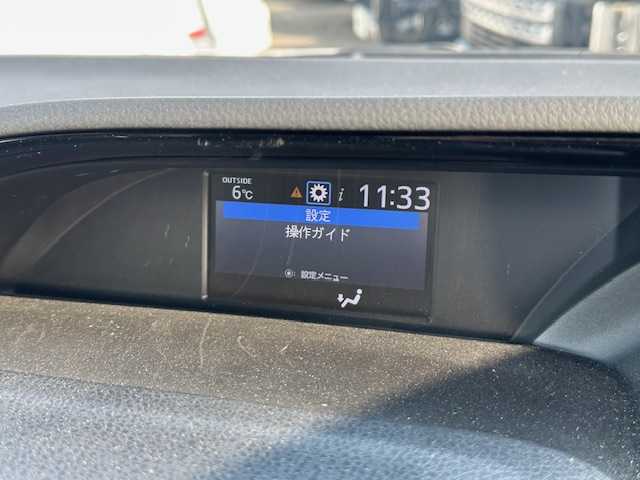 OUTSIDE
6℃ i 11:33
設定
操作ガイド
◉: 設定メニュー